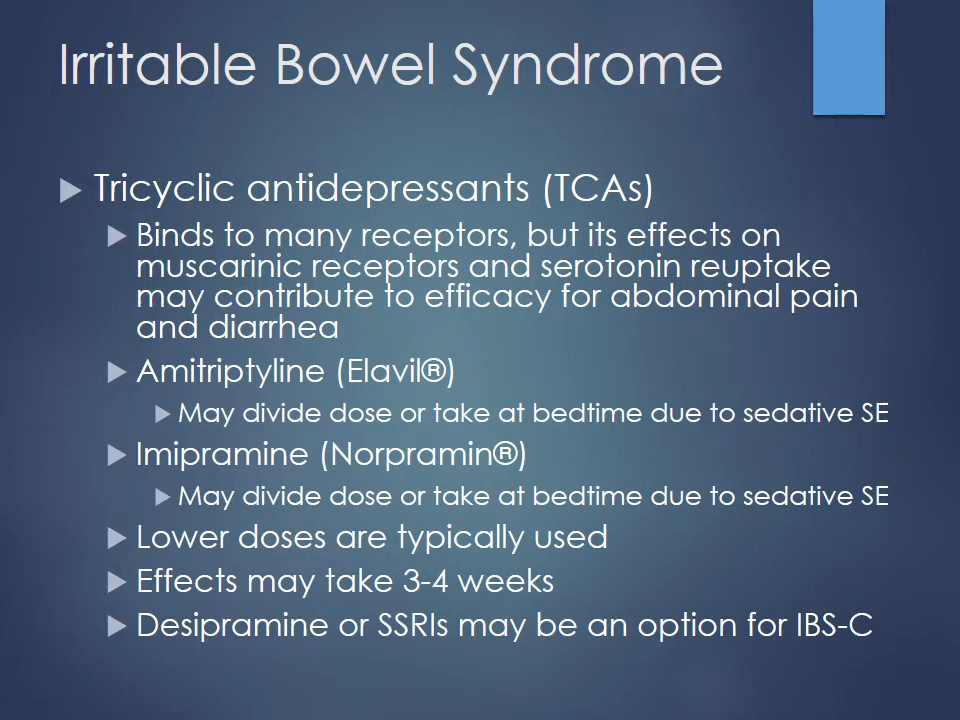 Irritable Bowel Syndrome
Tricyclic antidepressants (TCAs)
Binds to many receptors, but its effects on
muscarinic receptors and serotonin reuptake
may contribute to efficacy for abdominal pain
and diarrhea
Amitriptyline (Elavil®)
May divide dose or take at bedtime due to sedative SE
Imipramine (Norpramin®)
May divide dose or take at bedtime due to sedative SE
Lower doses are typically used
Effects may take 3-4 weeks
Desipramine or SSRIs may be an option for IBS-C